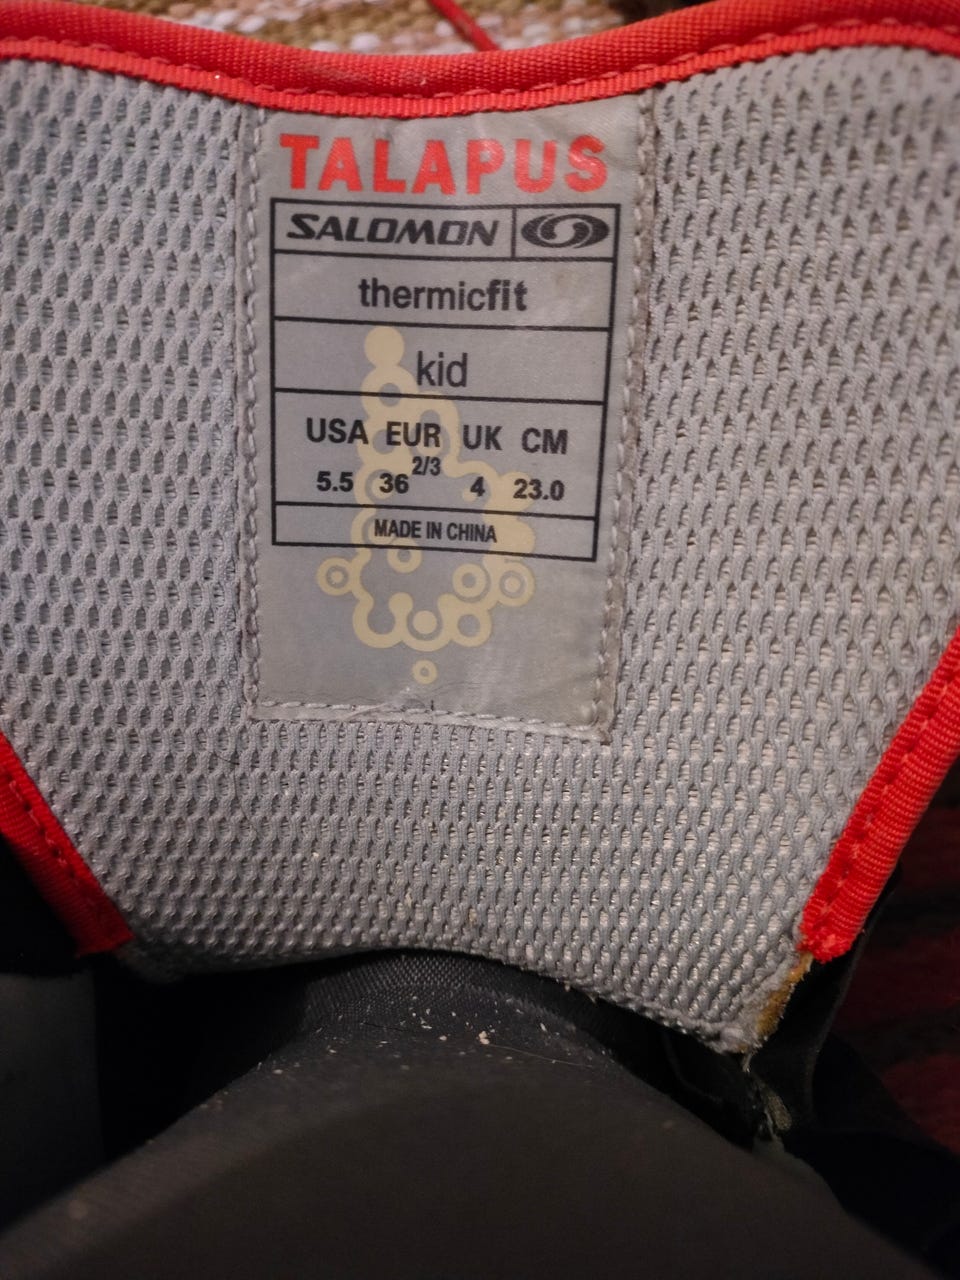 TALAPUS
SALOMON
thermicfit
kid
USA EUR UK CM
5.5 36 2/3 4 23.0
MADE IN CHINA